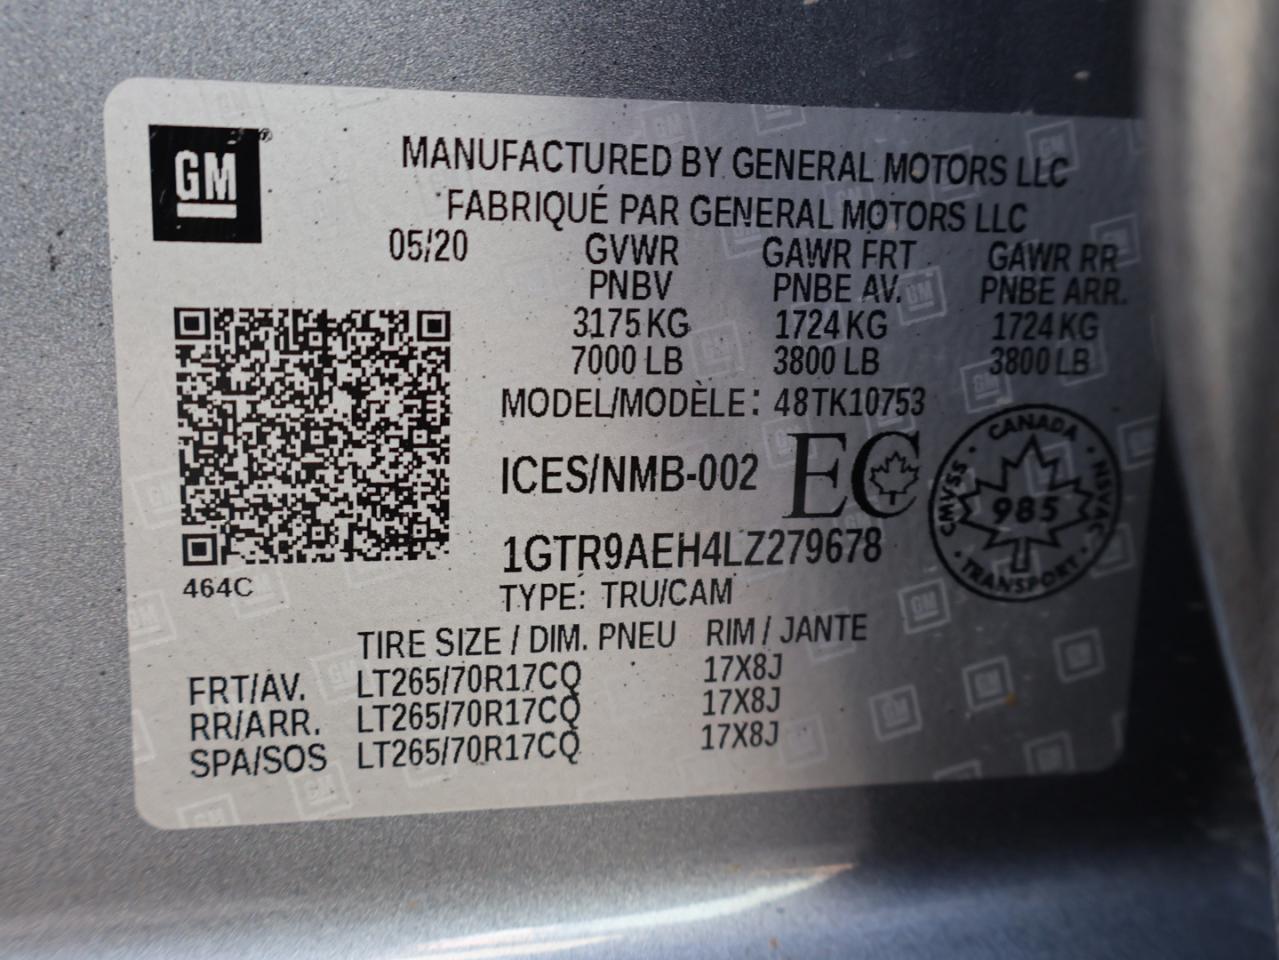 GM
MANUFACTURED BY GENERAL MOTORS LLC
FABRIQUÉ PAR GENERAL MOTORS LLC
05/20 GVWR GAWR FRT GAWR RR
PNBV PNBE AV. PNBE ARR.
3175 KG 1724 KG 1724 KG
7000 LB 3800 LB 3800 LB
MODEL/MODÈLE: 48TK10753
ICES/NMB-002 EC
CANADA
CMVSS 985 NSVAC
TRANSPORT
1GTR9AEH4LZ279678
464C
TYPE: TRU/CAM
TIRE SIZE / DIM. PNEU RIM / JANTE
FRT/AV. LT265/70R17CQ 17X8J
RR/ARR. LT265/70R17CQ 17X8J
SPA/SOS LT265/70R17CQ 17X8J